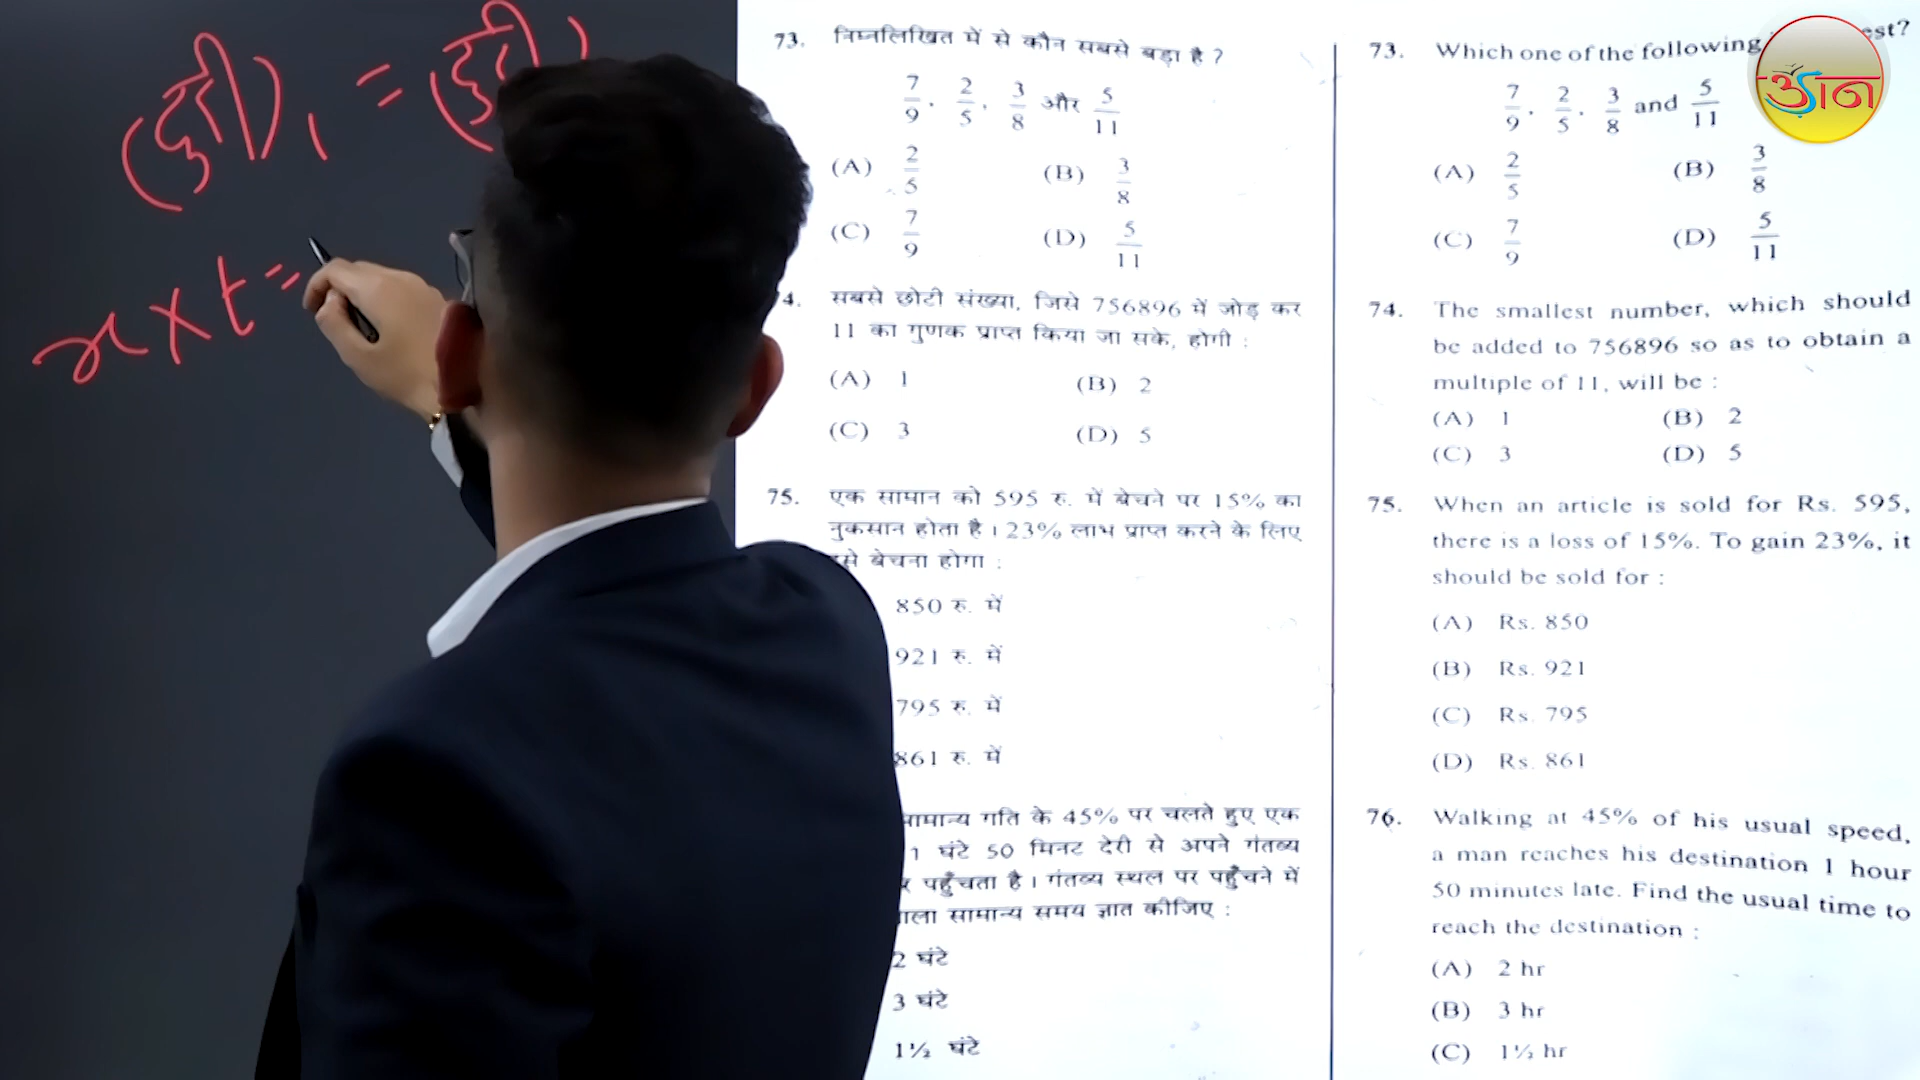 (दुरी)₁ = (दुरी)
x × t =
73. निम्नलिखित में से कौन सबसे बड़ा है ?
7/9, 2/5, 3/8 और 5/11
(A) 2/5 (B) 3/8
(C) 7/9 (D) 5/11
4. सबसे छोटी संख्या, जिसे 756896 में जोड़ कर
11 का गुणक प्राप्त किया जा सके, होगी :
(A) 1 (B) 2
(C) 3 (D) 5
75. एक सामान को 595 रु. में बेचने पर 15% का
नुकसान होता है । 23% लाभ प्राप्त करने के लिए
से बेचना होगा :
850 रु. में
921 रु. में
795 रु. में
861 रु. में
सामान्य गति के 45% पर चलते हुए एक
1 घंटे 50 मिनट देरी से अपने गंतव्य
पहुँचता है । गंतव्य स्थल पर पहुँचने में
वाला सामान्य समय ज्ञात कीजिए :
2 घंटे
3 घंटे
1½ घंटे
उड़ान
73. Which one of the following est?
7/9, 2/5, 3/8 and 5/11
(A) 2/5 (B) 3/8
(C) 7/9 (D) 5/11
74. The smallest number, which should
be added to 756896 so as to obtain a
multiple of 11, will be :
(A) 1 (B) 2
(C) 3 (D) 5
75. When an article is sold for Rs. 595,
there is a loss of 15%. To gain 23%, it
should be sold for :
(A) Rs. 850
(B) Rs. 921
(C) Rs. 795
(D) Rs. 861
76. Walking at 45% of his usual speed,
a man reaches his destination 1 hour
50 minutes late. Find the usual time to
reach the destination :
(A) 2 hr
(B) 3 hr
(C) 1½ hr